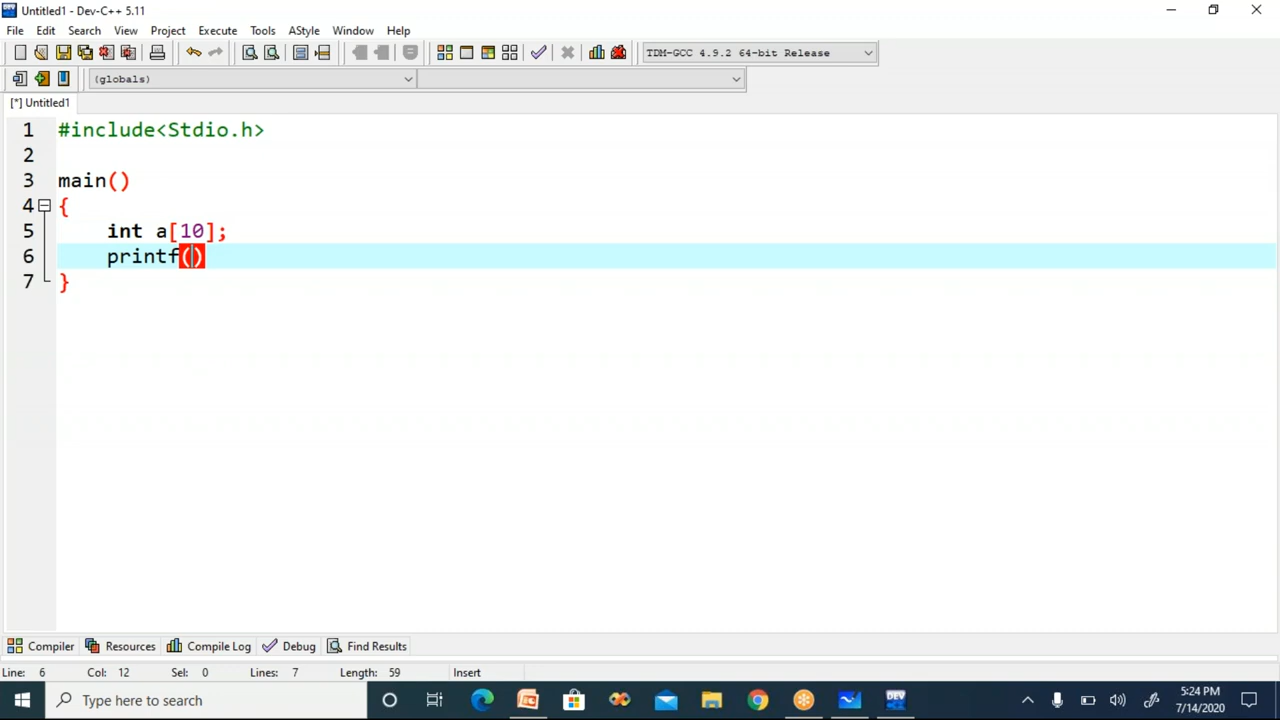 Untitled1 - Dev-C++ 5.11
File Edit Search View Project Execute Tools AStyle Window Help
TDM-GCC 4.9.2 64-bit Release
(globals)
[*] Untitled1
1 #include<Stdio.h>
2
3 main()
4 {
5 int a[10];
6 printf()
7 }
Compiler Resources Compile Log Debug Find Results
Line: 6 Col: 12 Sel: 0 Lines: 7 Length: 59 Insert
Type here to search
5:24 PM
7/14/2020